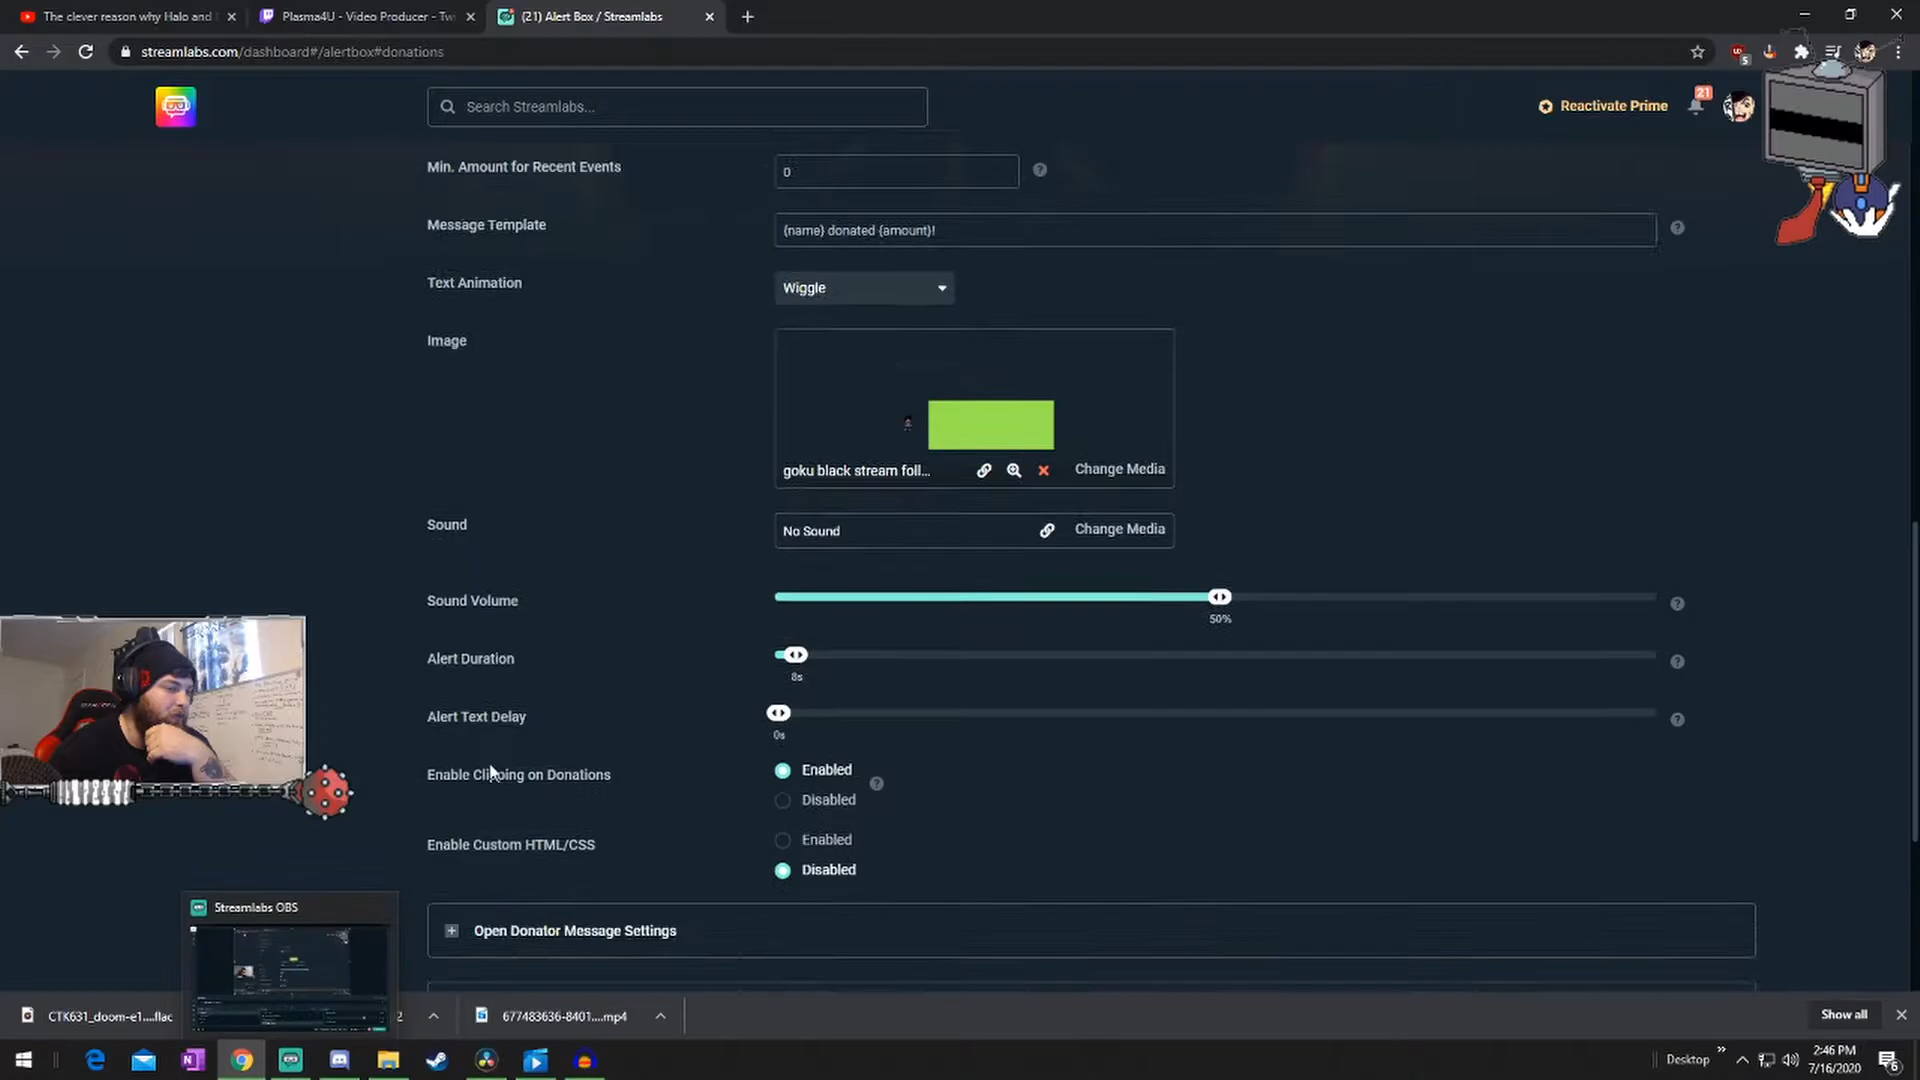 The clever reason why Halo and
Plasma4U - Video Producer - Tw
(21) Alert Box / Streamlabs
streamlabs.com/dashboard#/alertbox#donations
5
Search Streamlabs...
Reactivate Prime
21
Min. Amount for Recent Events
0
Message Template
{name} donated {amount}!
Text Animation
Wiggle
Image
goku black stream foll...
Change Media
Sound
No Sound
Change Media
Sound Volume
50%
Alert Duration
8s
Alert Text Delay
0s
Enable Clipping on Donations
Enabled
Disabled
Enable Custom HTML/CSS
Enabled
Disabled
Streamlabs OBS
Open Donator Message Settings
CTK631_doom-e1....flac
2
677483636-8401....mp4
Show all
Desktop
2:46 PM
7/16/2020
6